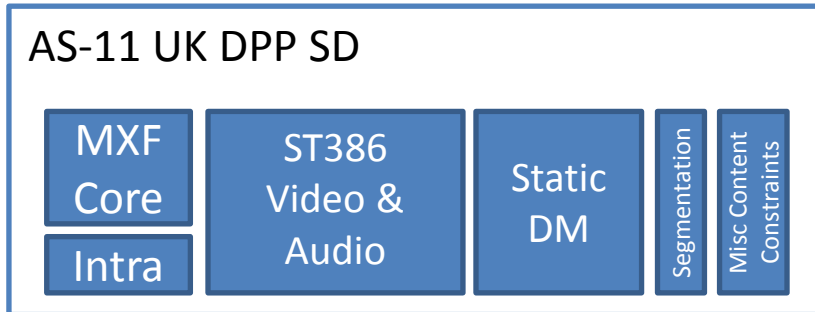 AS-11 UK DPP SD
MXF
Core
Intra
ST386
Video &
Audio
Static
DM
Segmentation
Misc Content
Constraints